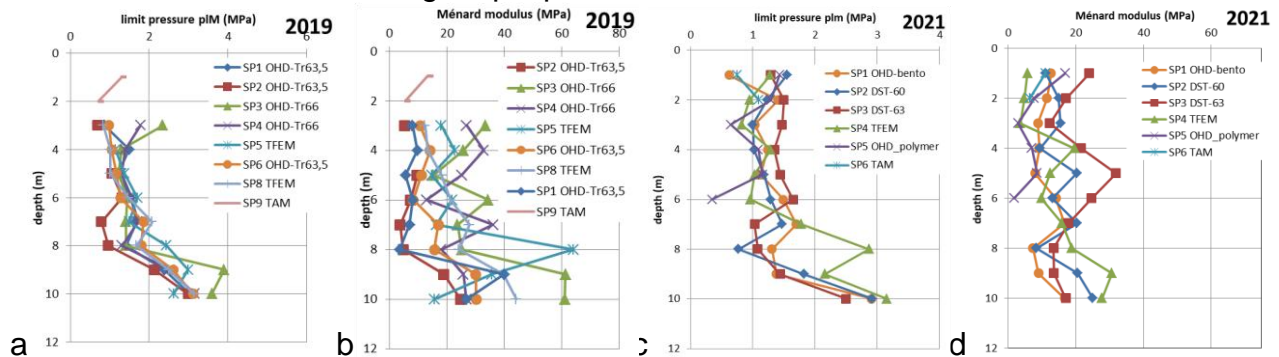 limit pressure plM (MPa)
2019
0 2 4 6
0
2
4
6
8
10
12
depth (m)
SP1 OHD-Tr63,5
SP2 OHD-Tr63,5
SP3 OHD-Tr66
SP4 OHD-Tr66
SP5 TFEM
SP6 OHD-Tr63,5
SP8 TFEM
SP9 TAM
a
Ménard modulus (MPa)
2019
0 20 40 60 80
0
2
4
6
8
10
12
depth (m)
SP2 OHD-Tr63,5
SP3 OHD-Tr66
SP4 OHD-Tr66
SP5 TFEM
SP6 OHD-Tr63,5
SP8 TFEM
SP1 OHD-Tr63,5
SP9 TAM
b
limit pressure plm (MPa)
2021
0 1 2 3 4
0
2
4
6
8
10
12
depth (m)
SP1 OHD-bento
SP2 DST-60
SP3 DST-63
SP4 TFEM
SP5 OHD_polymer
SP6 TAM
c
Ménard modulus (MPa)
2021
0 20 40 60
0
2
4
6
8
10
12
depth (m)
SP1 OHD-bento
SP2 DST-60
SP3 DST-63
SP4 TFEM
SP5 OHD_polymer
SP6 TAM
d